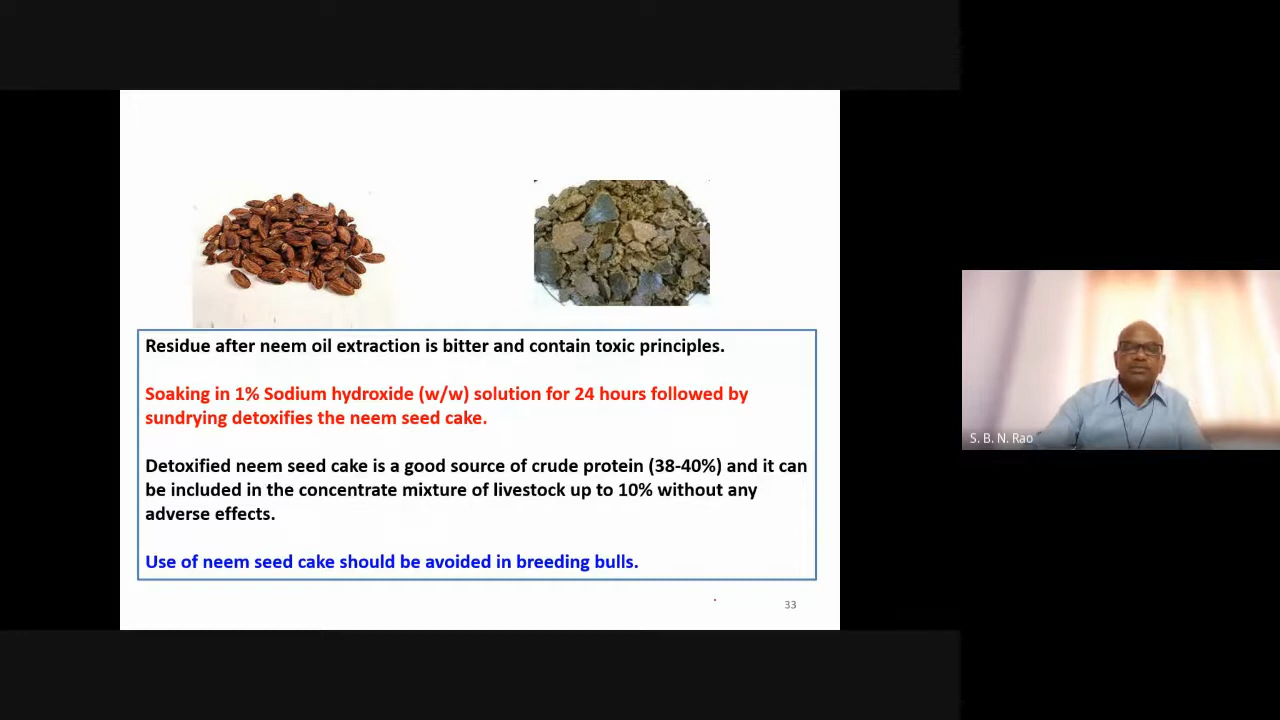 Residue after neem oil extraction is bitter and contain toxic principles.
Soaking in 1% Sodium hydroxide (w/w) solution for 24 hours followed by
sundrying detoxifies the neem seed cake.
Detoxified neem seed cake is a good source of crude protein (38-40%) and it can
be included in the concentrate mixture of livestock up to 10% without any
adverse effects.
Use of neem seed cake should be avoided in breeding bulls.
33
S. B. N. Rao